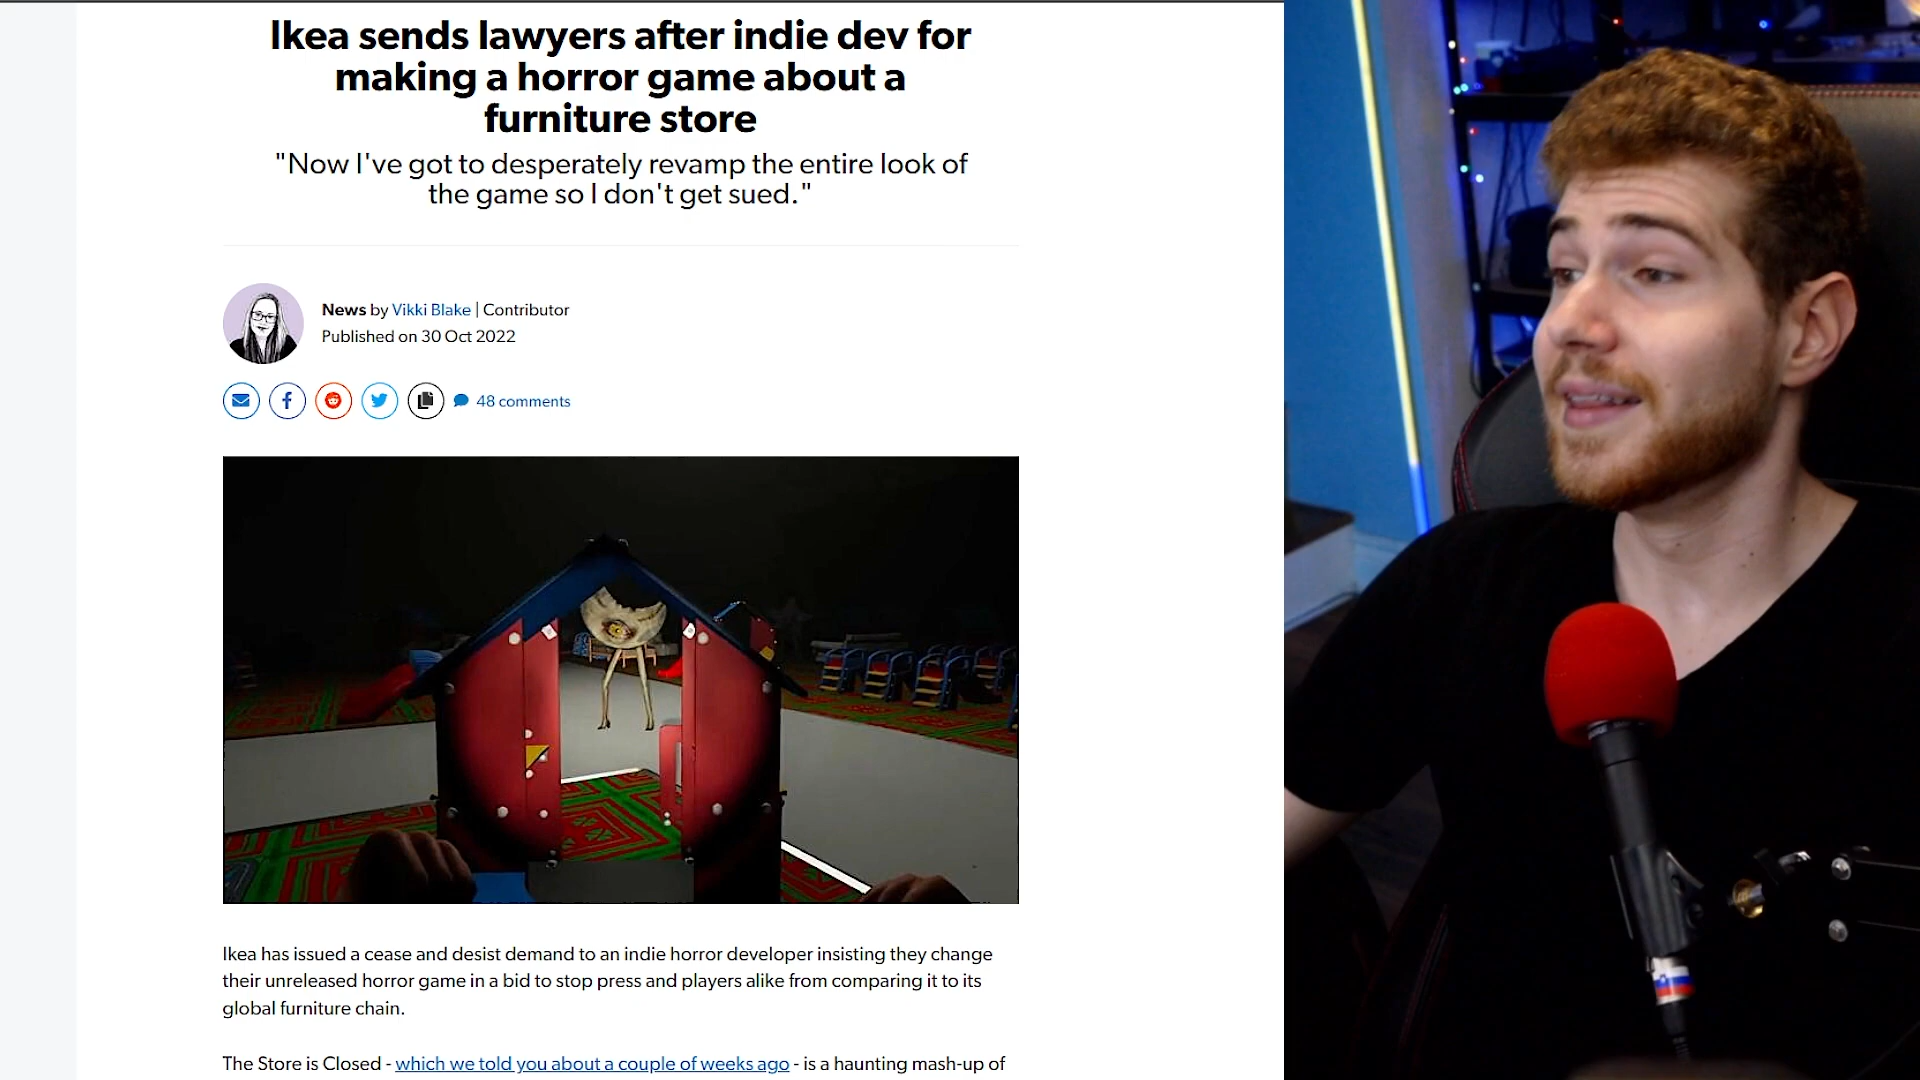 Ikea sends lawyers after indie dev for
making a horror game about a
furniture store
"Now I've got to desperately revamp the entire look of
the game so I don't get sued."
News by Vikki Blake | Contributor
Published on 30 Oct 2022
48 comments
Ikea has issued a cease and desist demand to an indie horror developer insisting they change
their unreleased horror game in a bid to stop press and players alike from comparing it to its
global furniture chain.
The Store is Closed - which we told you about a couple of weeks ago - is a haunting mash-up of